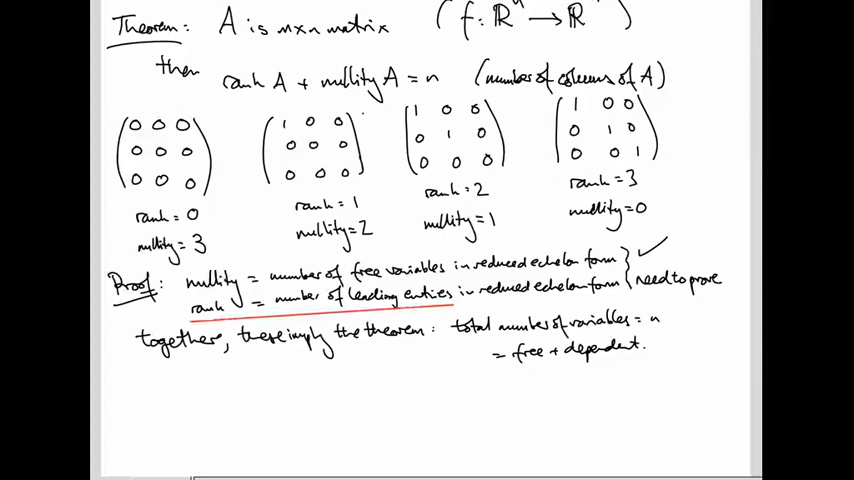 Theorem: A is m×n matrix (f: ℝⁿ → ℝᵐ)
then rank A + nullity A = n (number of columns of A)
0 0 0
0 0 0
0 0 0
rank = 0
nullity = 3
1 0 0
0 0 0
0 0 0
rank = 1
nullity = 2
1 0 0
0 1 0
0 0 0
rank = 2
nullity = 1
1 0 0
0 1 0
0 0 1
rank = 3
nullity = 0
Proof: nullity = number of free variables in reduced echelon form
rank = number of leading entries in reduced echelon form } need to prove ✓
together, these imply the theorem: total number of variables = n
= free + dependent.